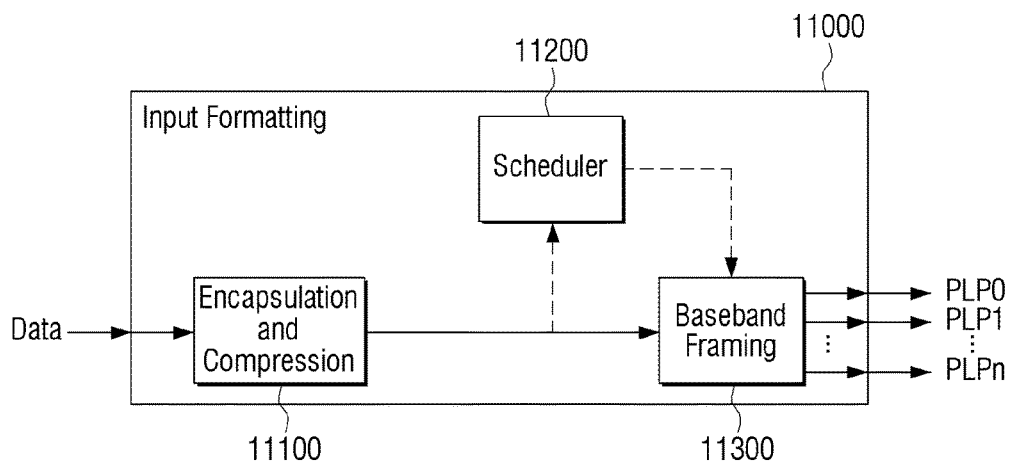 11000
11200
Input Formatting
Scheduler
Encapsulation
and
Compression
Data
Baseband
Framing
PLP0
PLP1
⋮
⋮
PLPn
11100
11300